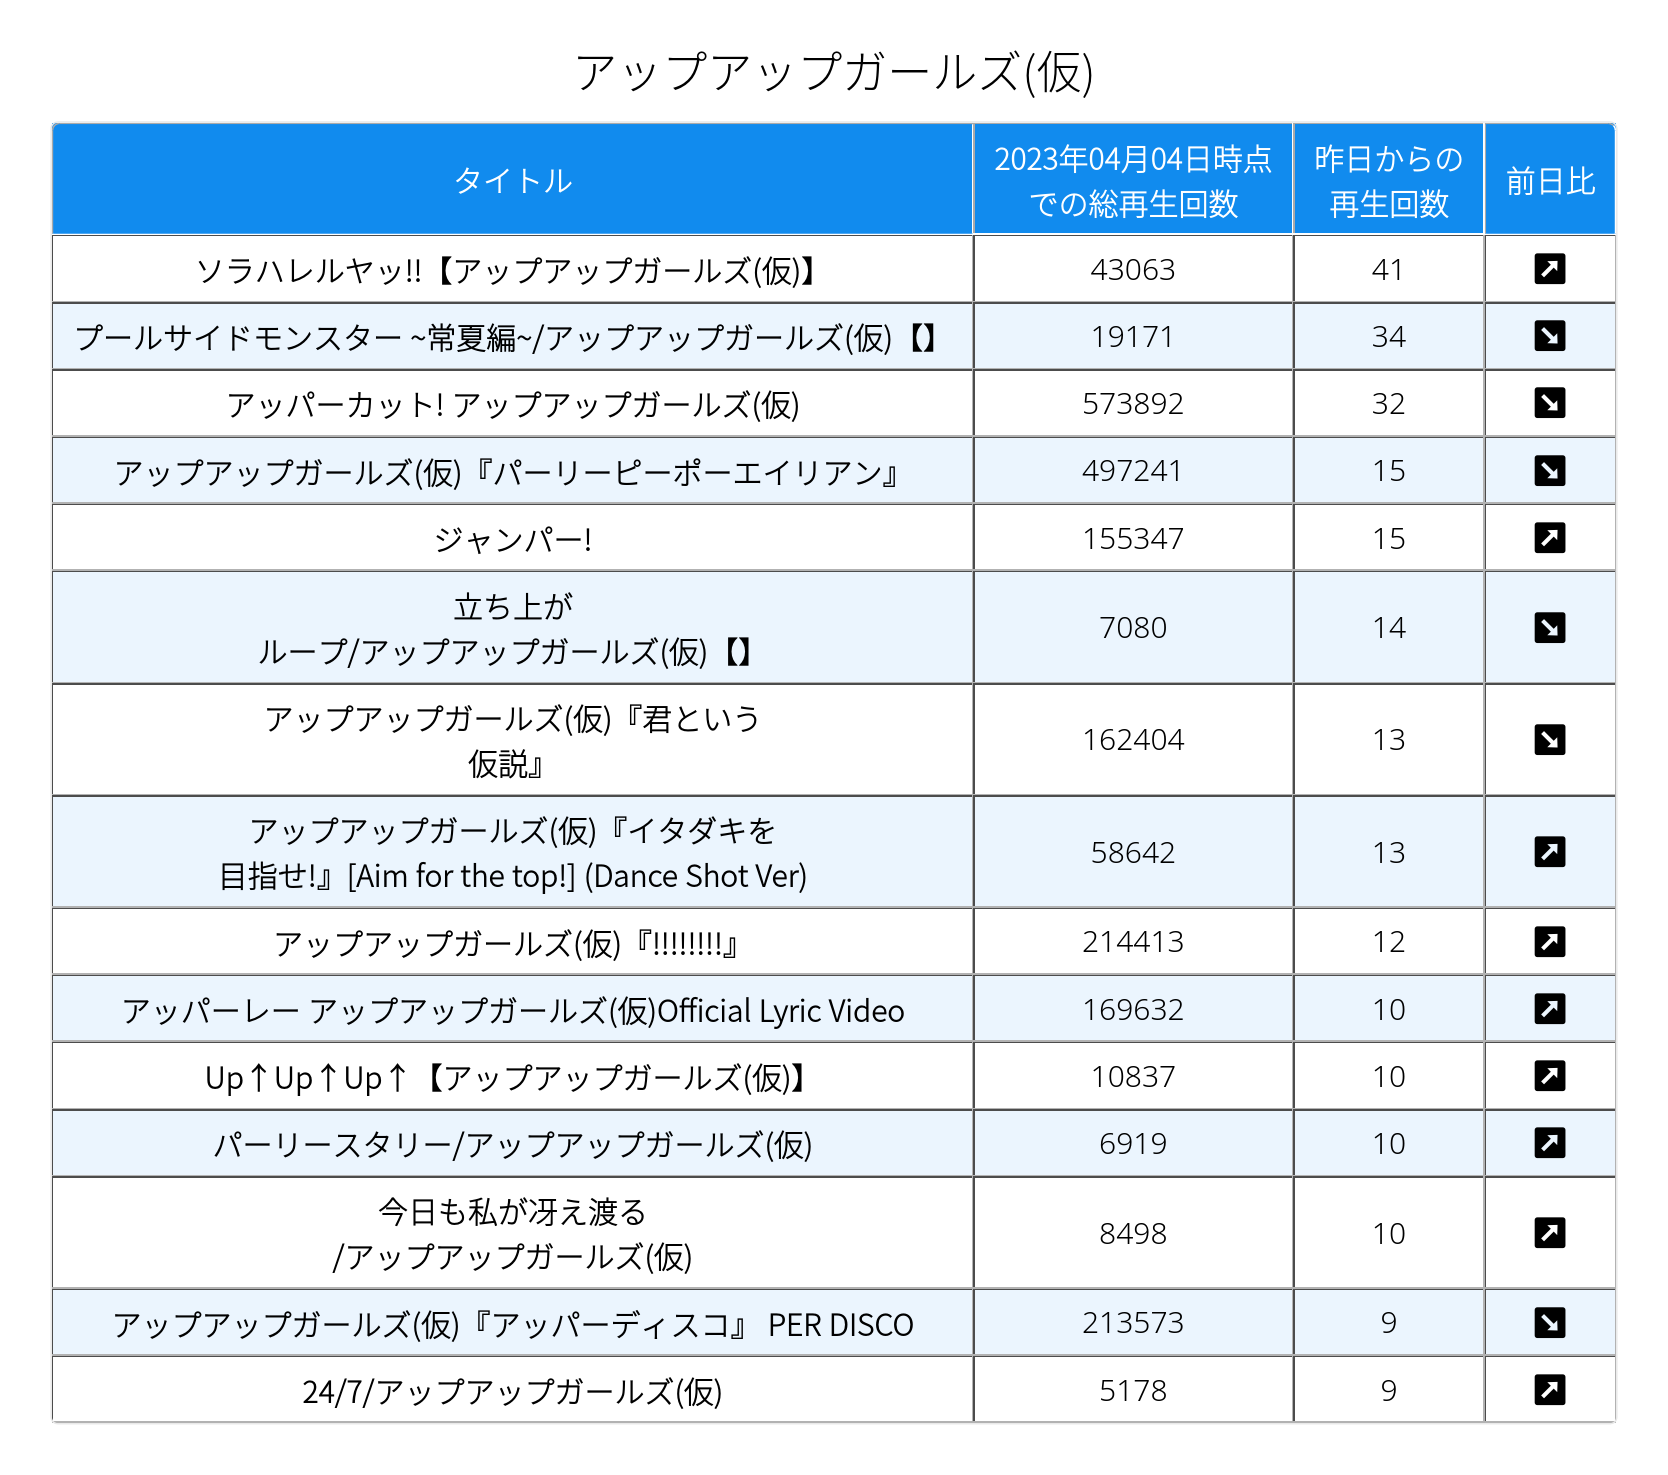 アップアップガールズ(仮)
タイトル
2023年04月04日時点
での総再生回数
昨日からの
再生回数
前日比
ソラハレルヤッ!!【アップアップガールズ(仮)】
43063
41
プールサイドモンスター ~常夏編~/アップアップガールズ(仮)【】
19171
34
アッパーカット! アップアップガールズ(仮)
573892
32
アップアップガールズ(仮)『パーリーピーポーエイリアン』
497241
15
ジャンパー!
155347
15
立ち上が
ループ/アップアップガールズ(仮)【】
7080
14
アップアップガールズ(仮)『君という
仮説』
162404
13
アップアップガールズ(仮)『イタダキを
目指せ!』[Aim for the top!] (Dance Shot Ver)
58642
13
アップアップガールズ(仮)『!!!!!!!!』
214413
12
アッパーレー アップアップガールズ(仮)Official Lyric Video
169632
10
Up↑Up↑Up↑【アップアップガールズ(仮)】
10837
10
パーリースタリー/アップアップガールズ(仮)
6919
10
今日も私が冴え渡る
/アップアップガールズ(仮)
8498
10
アップアップガールズ(仮)『アッパーディスコ』 PER DISCO
213573
9
24/7/アップアップガールズ(仮)
5178
9